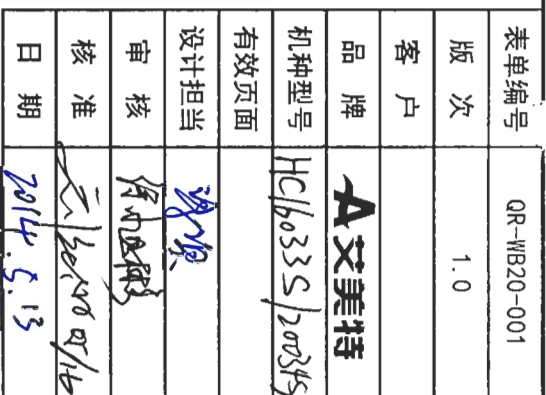 表单编号 QR-WB20-001
版次 1.0
客户
品牌 艾美特
机种型号 HC16033S/20034S
有效页面
设计担当
审核
核准
日期 2014.5.13